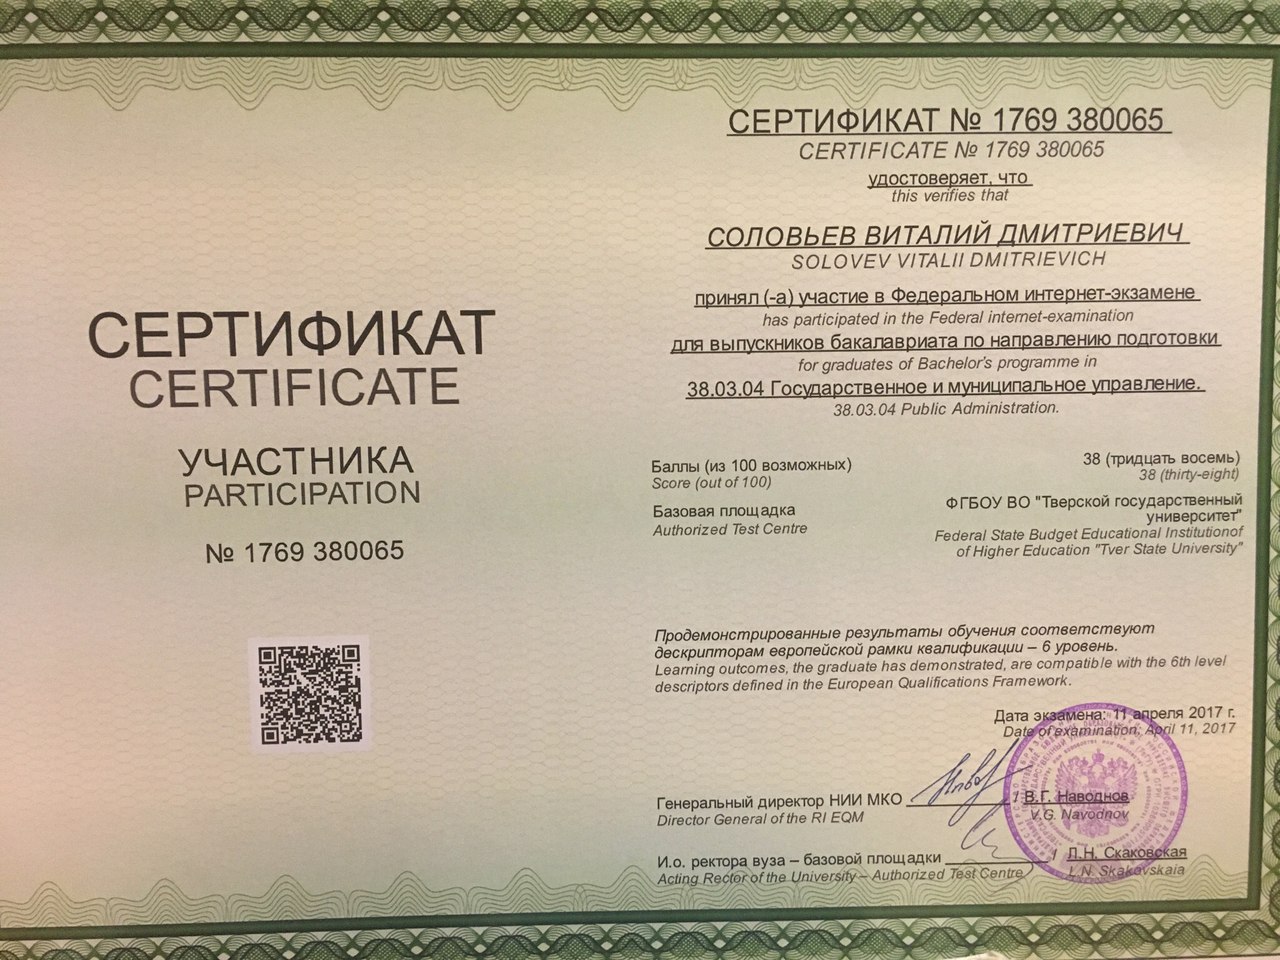 СЕРТИФИКАТ
CERTIFICATE
УЧАСТНИКА
PARTICIPATION
№ 1769 380065
СЕРТИФИКАТ № 1769 380065
CERTIFICATE № 1769 380065
удостоверяет, что
this verifies that
СОЛОВЬЕВ ВИТАЛИЙ ДМИТРИЕВИЧ
SOLOVEV VITALII DMITRIEVICH
принял (-а) участие в Федеральном интернет-экзамене
has participated in the Federal internet-examination
для выпускников бакалавриата по направлению подготовки
for graduates of Bachelor's programme in
38.03.04 Государственное и муниципальное управление.
38.03.04 Public Administration.
Баллы (из 100 возможных) 38 (тридцать восемь)
Score (out of 100) 38 (thirty-eight)
Базовая площадка ФГБОУ ВО "Тверской государственный
университет"
Authorized Test Centre Federal State Budget Educational Institutionof
of Higher Education "Tver State University"
Продемонстрированные результаты обучения соответствуют
дескрипторам европейской рамки квалификации – 6 уровень.
Learning outcomes, the graduate has demonstrated, are compatible with the 6th level
descriptors defined in the European Qualifications Framework.
Дата экзамена: 11 апреля 2017 г.
Date of examination: April 11, 2017
Генеральный директор НИИ МКО В.Г. Наводнов
Director General of the RI EQM V.G. Navodnov
И.о. ректора вуза – базовой площадки Л.Н. Скаковская
Acting Rector of the University – Authorized Test Centre L.N. Skakovskaia